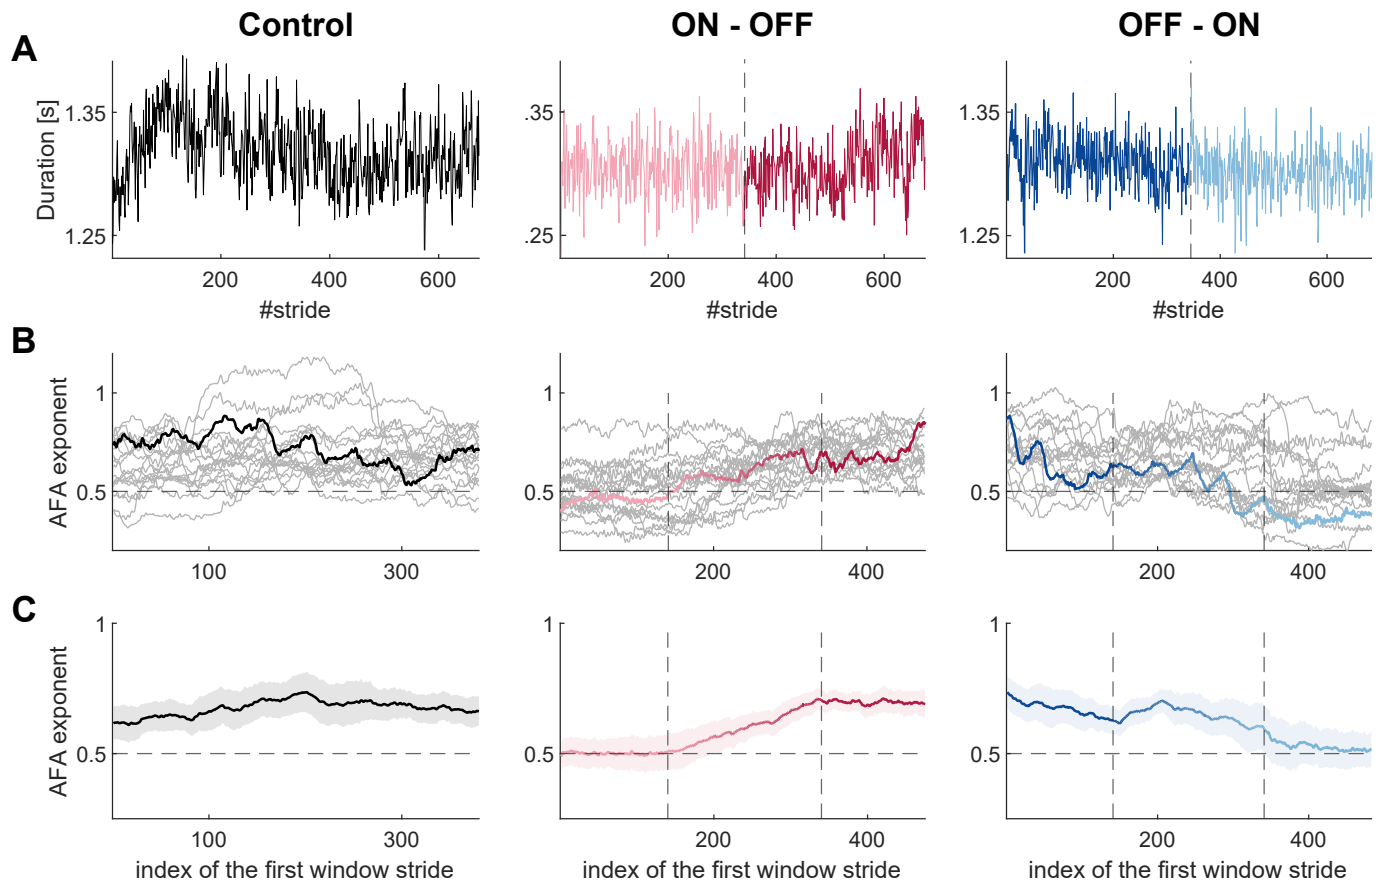 Control
ON - OFF
OFF - ON
A
Duration [s]
1.35
1.25
200
400
600
#stride
.35
.25
200
400
600
#stride
1.35
1.25
200
400
600
#stride
B
AFA exponent
1
0.5
100
300
1
0.5
200
400
1
0.5
200
400
C
AFA exponent
1
0.5
100
300
index of the first window stride
1
0.5
200
400
index of the first window stride
1
0.5
200
400
index of the first window stride